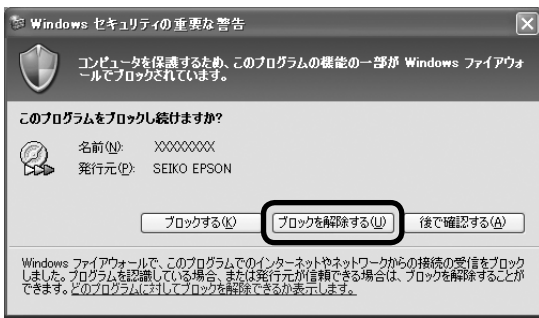 Windows セキュリティの重要な警告
コンピュータを保護するため、このプログラムの機能の一部が Windows ファイアウォ
ールでブロックされています。
このプログラムをブロックし続けますか?
名前(N): XXXXXXXX
発行元(P): SEIKO EPSON
ブロックする(K) ブロックを解除する(U) 後で確認する(A)
Windows ファイアウォールで、このプログラムでのインターネットやネットワークからの接続の受信をブロック
しました。プログラムを認識している場合、または発行元が信頼できる場合は、ブロックを解除することが
できます。どのプログラムに対してブロックを解除できるか表示します。